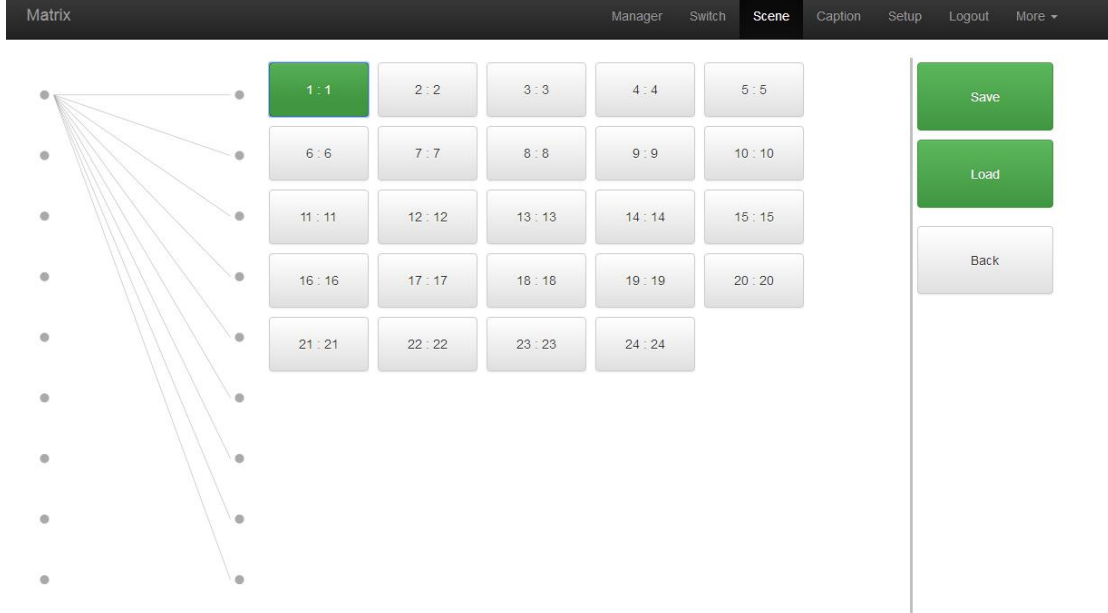 Matrix Manager Switch Scene Caption Setup Logout More
1 : 1 2 : 2 3 : 3 4 : 4 5 : 5 Save
6 : 6 7 : 7 8 : 8 9 : 9 10 : 10
Load
11 : 11 12 : 12 13 : 13 14 : 14 15 : 15
Back
16 : 16 17 : 17 18 : 18 19 : 19 20 : 20
21 : 21 22 : 22 23 : 23 24 : 24